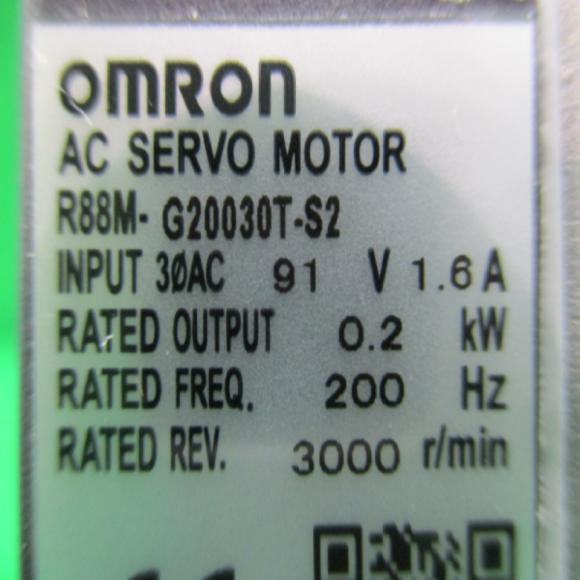 OMRON
AC SERVO MOTOR
R88M- G20030T-S2
INPUT 3ØAC 91 V 1.6 A
RATED OUTPUT 0.2 kW
RATED FREQ. 200 Hz
RATED REV. 3000 r/min